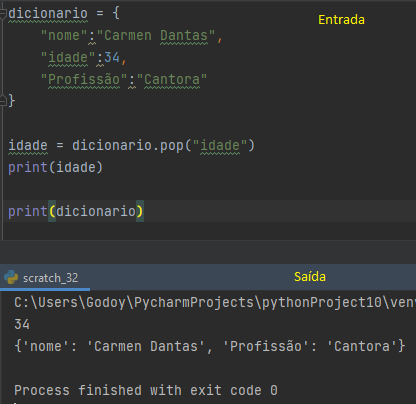 dicionario = {
Entrada
"nome":"Carmen Dantas",
"idade":34,
"Profissão":"Cantora"
}
idade = dicionario.pop("idade")
print(idade)
print(dicionario)
scratch_32
Saída
C:\Users\Godoy\PycharmProjects\pythonProject10\ven
34
{'nome': 'Carmen Dantas', 'Profissão': 'Cantora'}
Process finished with exit code 0